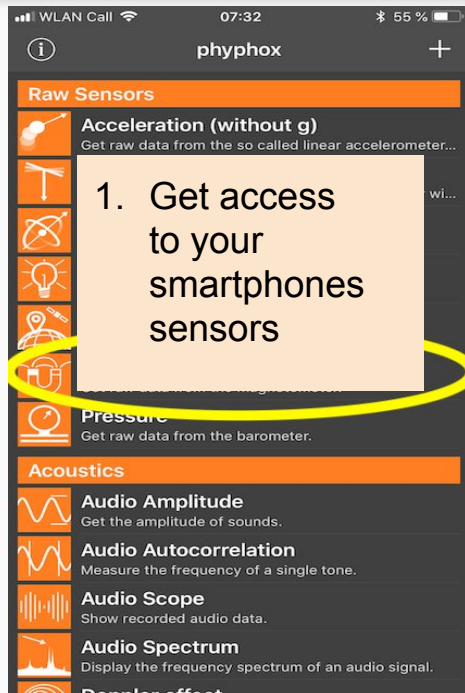 WLAN Call 07:32 55 %
phyphox +
Raw Sensors
Acceleration (without g)
Get raw data from the so called linear accelerometer...
wi...
1. Get access
to your
smartphones
sensors
Pressure
Get raw data from the barometer.
Acoustics
Audio Amplitude
Get the amplitude of sounds.
Audio Autocorrelation
Measure the frequency of a single tone.
Audio Scope
Show recorded audio data.
Audio Spectrum
Display the frequency spectrum of an audio signal.
Doppler effect